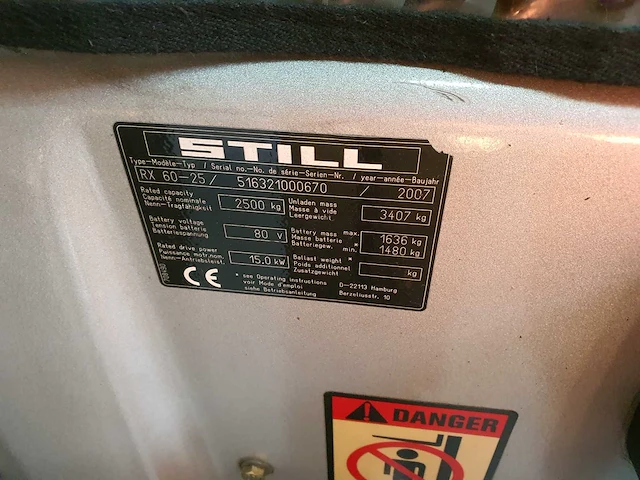 STILL
Type-Modèle-Typ / Serial no.-No. de série-Serien-Nr. / year-année-Baujahr
RX 60-25 / 516321000670 / 2007
Rated capacity
Capacité nominale
Nenn-Tragfähigkeit
2500 kg
Unladen mass
Masse à vide
Leergewicht
3407 kg
Battery voltage
Tension batterie
Batteriespannung
80 V
Battery mass max.
Masse batterie *
Batteriegew. min.
1636 kg
1480 kg
Rated drive power
Puissance motr.nom.
Nenn-Antriebsleist.
15.0 kW
Ballast weight *
Poids additionnel
Zusatzgewicht
kg
CE
* see Operating instructions
voir Mode d'emploi
siehe Betriebsanleitung
D-22113 Hamburg
Berzeliusstr. 10
DANGER